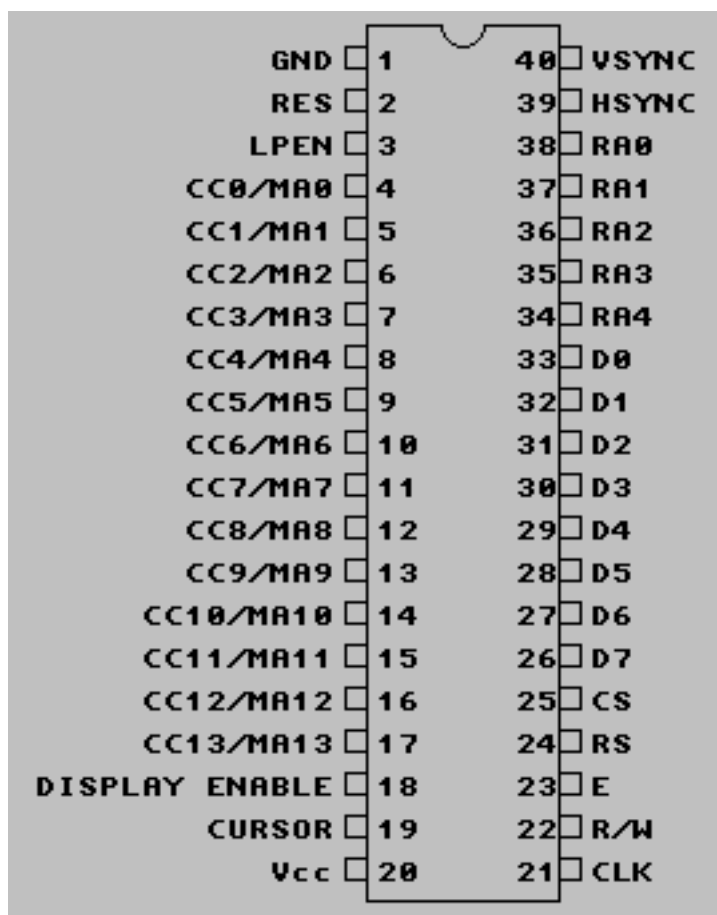 GND 1 40 VSYNC
RES 2 39 HSYNC
LPEN 3 38 RA0
CC0/MA0 4 37 RA1
CC1/MA1 5 36 RA2
CC2/MA2 6 35 RA3
CC3/MA3 7 34 RA4
CC4/MA4 8 33 D0
CC5/MA5 9 32 D1
CC6/MA6 10 31 D2
CC7/MA7 11 30 D3
CC8/MA8 12 29 D4
CC9/MA9 13 28 D5
CC10/MA10 14 27 D6
CC11/MA11 15 26 D7
CC12/MA12 16 25 CS
CC13/MA13 17 24 RS
DISPLAY ENABLE 18 23 E
CURSOR 19 22 R/W
Vcc 20 21 CLK